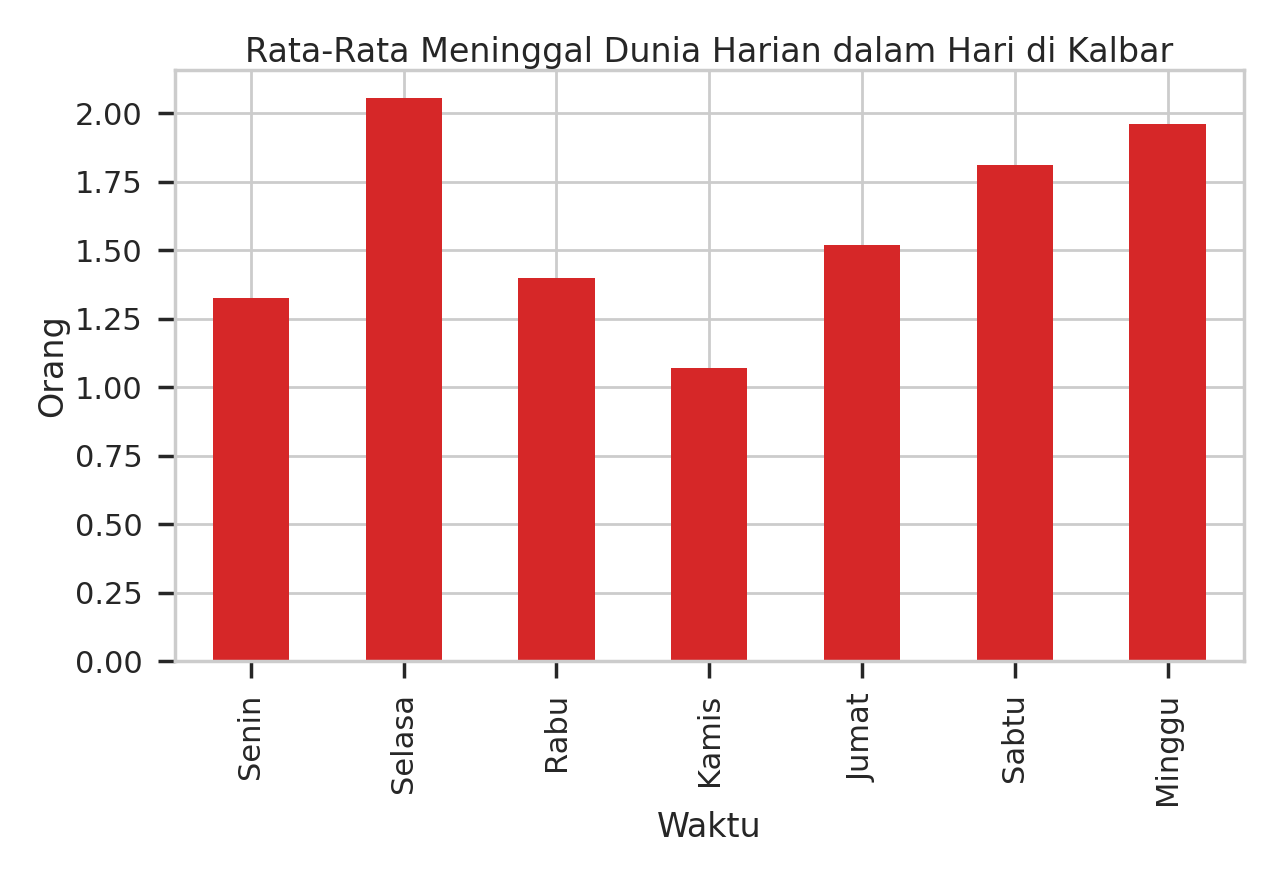 Rata-Rata Meninggal Dunia Harian dalam Hari di Kalbar
2.00
1.75
1.50
1.25
1.00
0.75
0.50
0.25
0.00
Orang
Senin
Selasa
Rabu
Kamis
Jumat
Sabtu
Minggu
Waktu